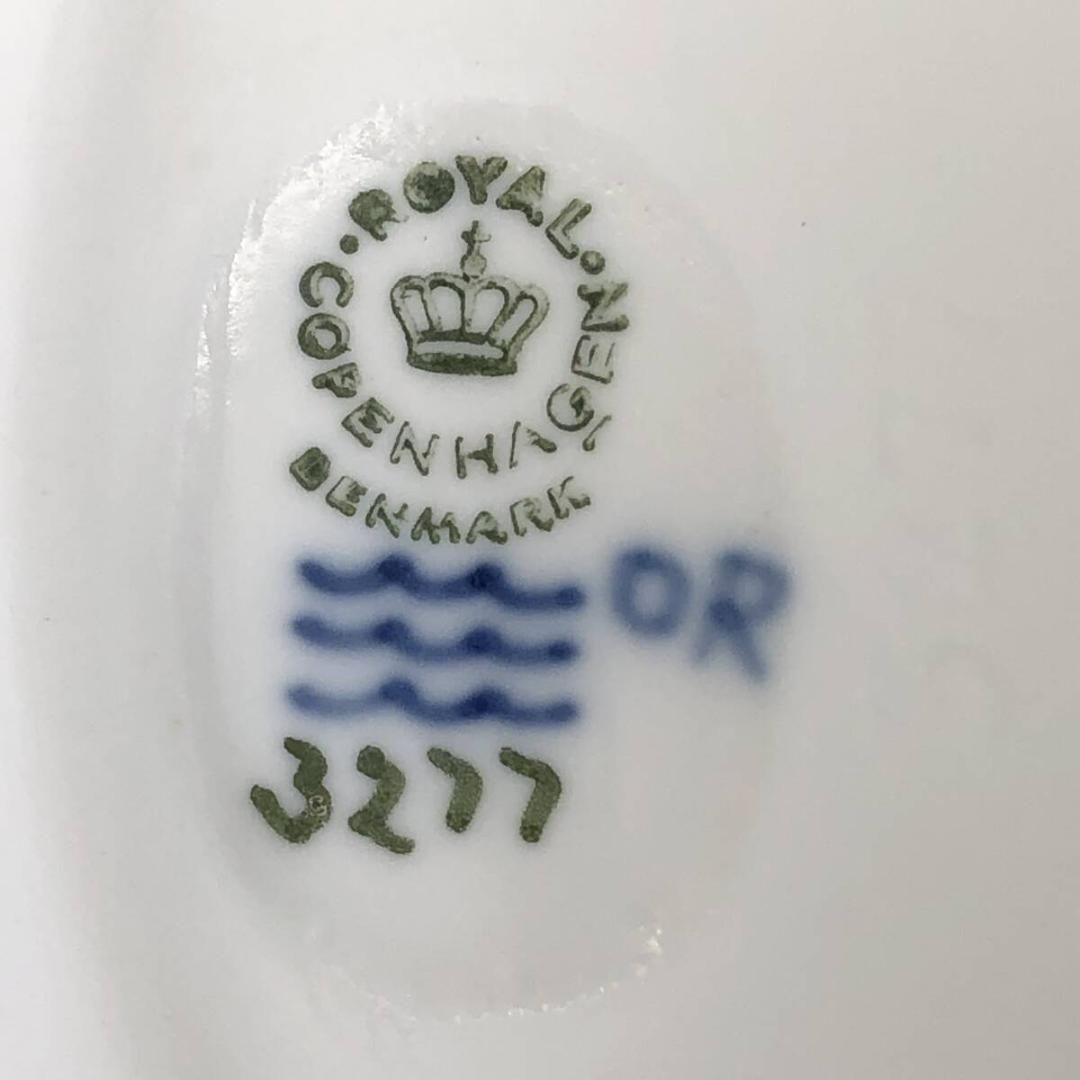 ROYAL.
COPENHAGEN
DENMARK
OR
3277